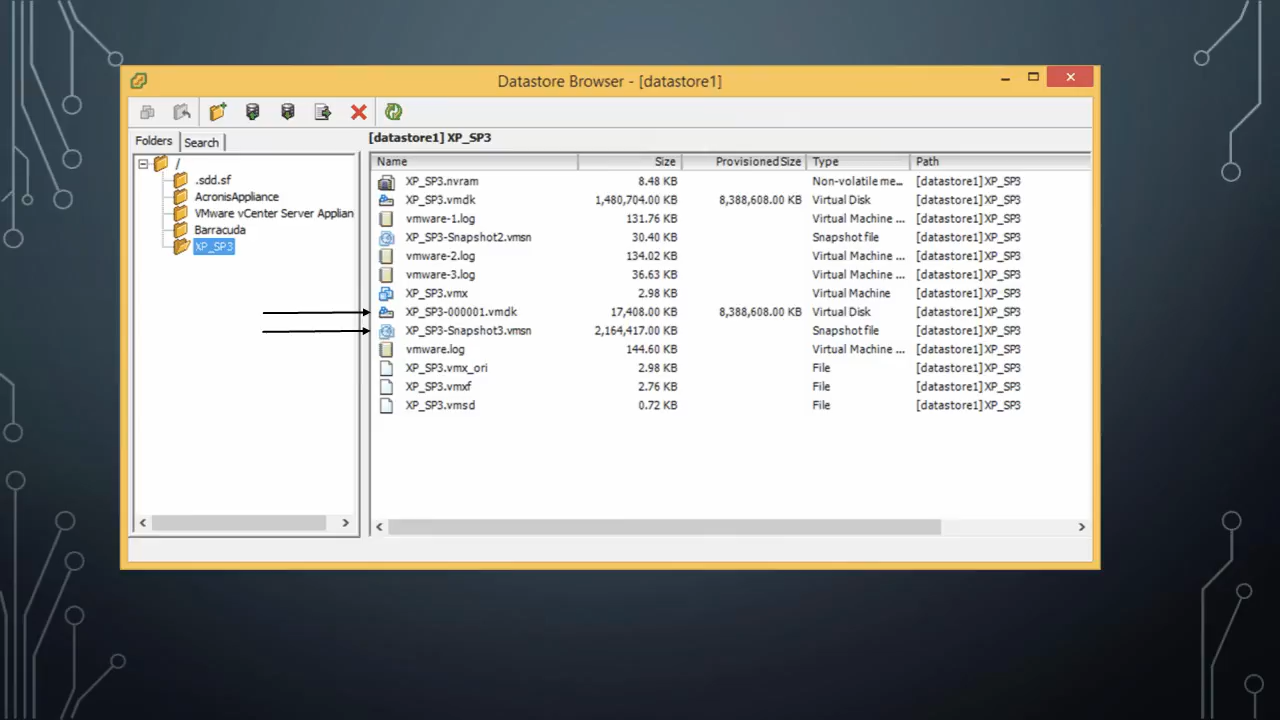 Datastore Browser - [datastore1]
Folders Search
[datastore1] XP_SP3
/
.sdd.sf
AcronisAppliance
VMware vCenter Server Applian
Barracuda
XP_SP3
Name Size Provisioned Size Type Path
XP_SP3.nvram 8.48 KB Non-volatile me... [datastore1] XP_SP3
XP_SP3.vmdk 1,480,704.00 KB 8,388,608.00 KB Virtual Disk [datastore1] XP_SP3
vmware-1.log 131.76 KB Virtual Machine ... [datastore1] XP_SP3
XP_SP3-Snapshot2.vmsn 30.40 KB Snapshot file [datastore1] XP_SP3
vmware-2.log 134.02 KB Virtual Machine ... [datastore1] XP_SP3
vmware-3.log 36.63 KB Virtual Machine ... [datastore1] XP_SP3
XP_SP3.vmx 2.98 KB Virtual Machine [datastore1] XP_SP3
XP_SP3-000001.vmdk 17,408.00 KB 8,388,608.00 KB Virtual Disk [datastore1] XP_SP3
XP_SP3-Snapshot3.vmsn 2,164,417.00 KB Snapshot file [datastore1] XP_SP3
vmware.log 144.60 KB Virtual Machine ... [datastore1] XP_SP3
XP_SP3.vmx_ori 2.98 KB File [datastore1] XP_SP3
XP_SP3.vmxf 2.76 KB File [datastore1] XP_SP3
XP_SP3.vmsd 0.72 KB File [datastore1] XP_SP3